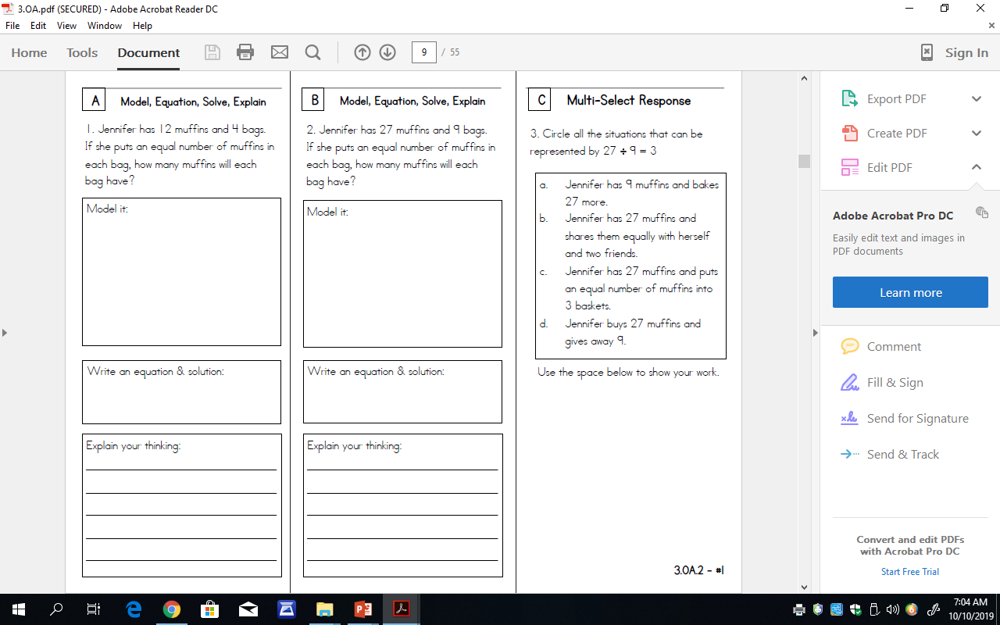 3.OA.pdf (SECURED) - Adobe Acrobat Reader DC
File Edit View Window Help
Home Tools Document 9 / 55 Sign In
A Model, Equation, Solve, Explain
1. Jennifer has 12 muffins and 4 bags.
If she puts an equal number of muffins in
each bag, how many muffins will each
bag have?
Model it:
Write an equation & solution:
Explain your thinking:
B Model, Equation, Solve, Explain
2. Jennifer has 27 muffins and 9 bags.
If she puts an equal number of muffins in
each bag, how many muffins will each
bag have?
Model it:
Write an equation & solution:
Explain your thinking:
C Multi-Select Response
3. Circle all the situations that can be
represented by 27 ÷ 9 = 3
a. Jennifer has 9 muffins and bakes
27 more.
b. Jennifer has 27 muffins and
shares them equally with herself
and two friends.
c. Jennifer has 27 muffins and puts
an equal number of muffins into
3 baskets.
d. Jennifer buys 27 muffins and
gives away 9.
Use the space below to show your work.
3.OA.2 - #1
Export PDF
Create PDF
Edit PDF
Adobe Acrobat Pro DC
Easily edit text and images in
PDF documents
Learn more
Comment
Fill & Sign
Send for Signature
Send & Track
Convert and edit PDFs
with Acrobat Pro DC
Start Free Trial
7:04 AM
10/10/2019